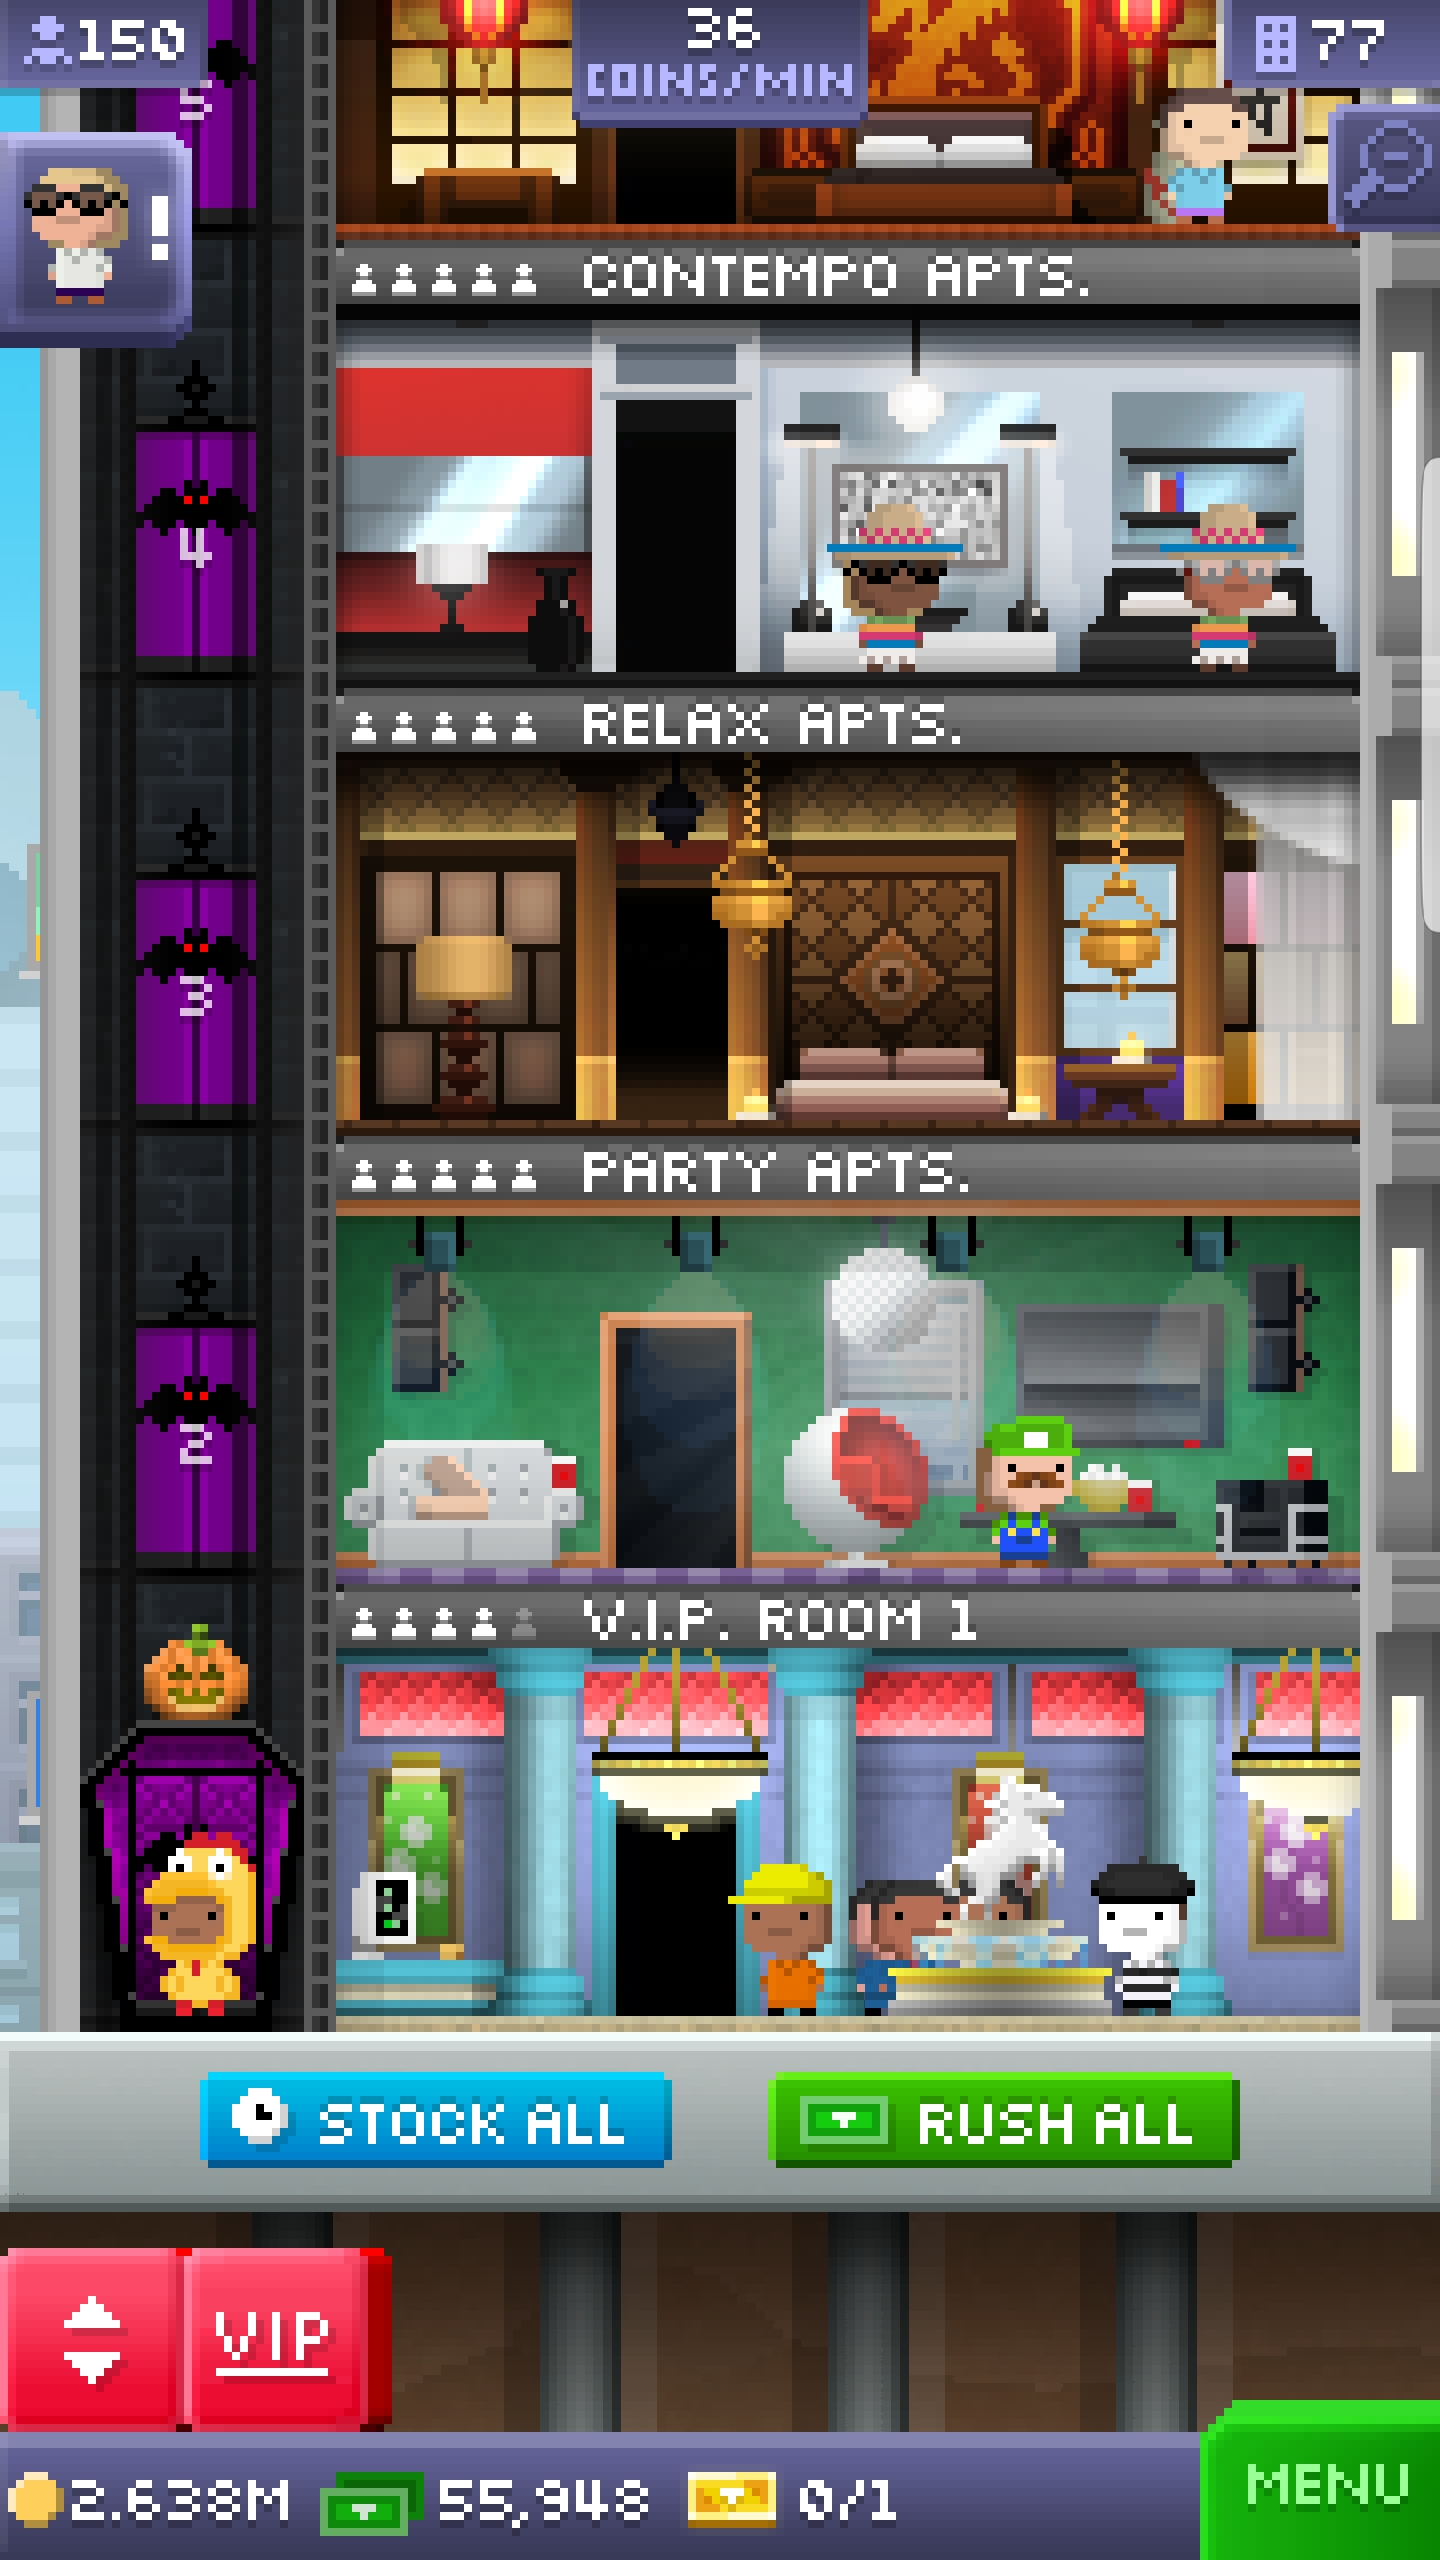 150
36
COINS/MIN
77
5
!
CONTEMPO APTS.
4
RELAX APTS.
3
PARTY APTS.
2
V.I.P. ROOM 1
STOCK ALL
RUSH ALL
VIP
2.638M
55,948
0/1
MENU